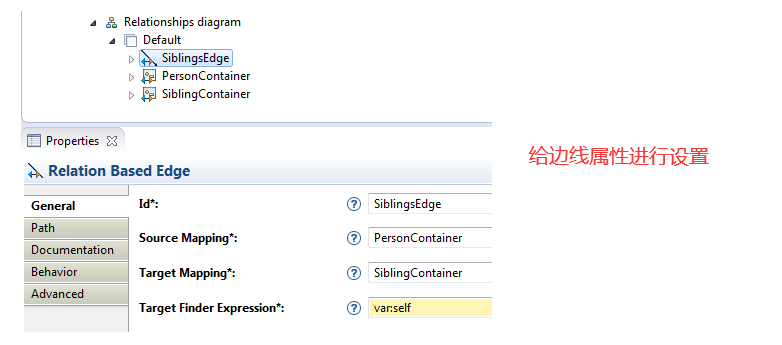 Relationships diagram
Default
SiblingsEdge
PersonContainer
SiblingContainer
Properties
给边线属性进行设置
Relation Based Edge
General
Path
Documentation
Behavior
Advanced
Id*: ? SiblingsEdge
Source Mapping*: ? PersonContainer
Target Mapping*: ? SiblingContainer
Target Finder Expression*: ? var:self